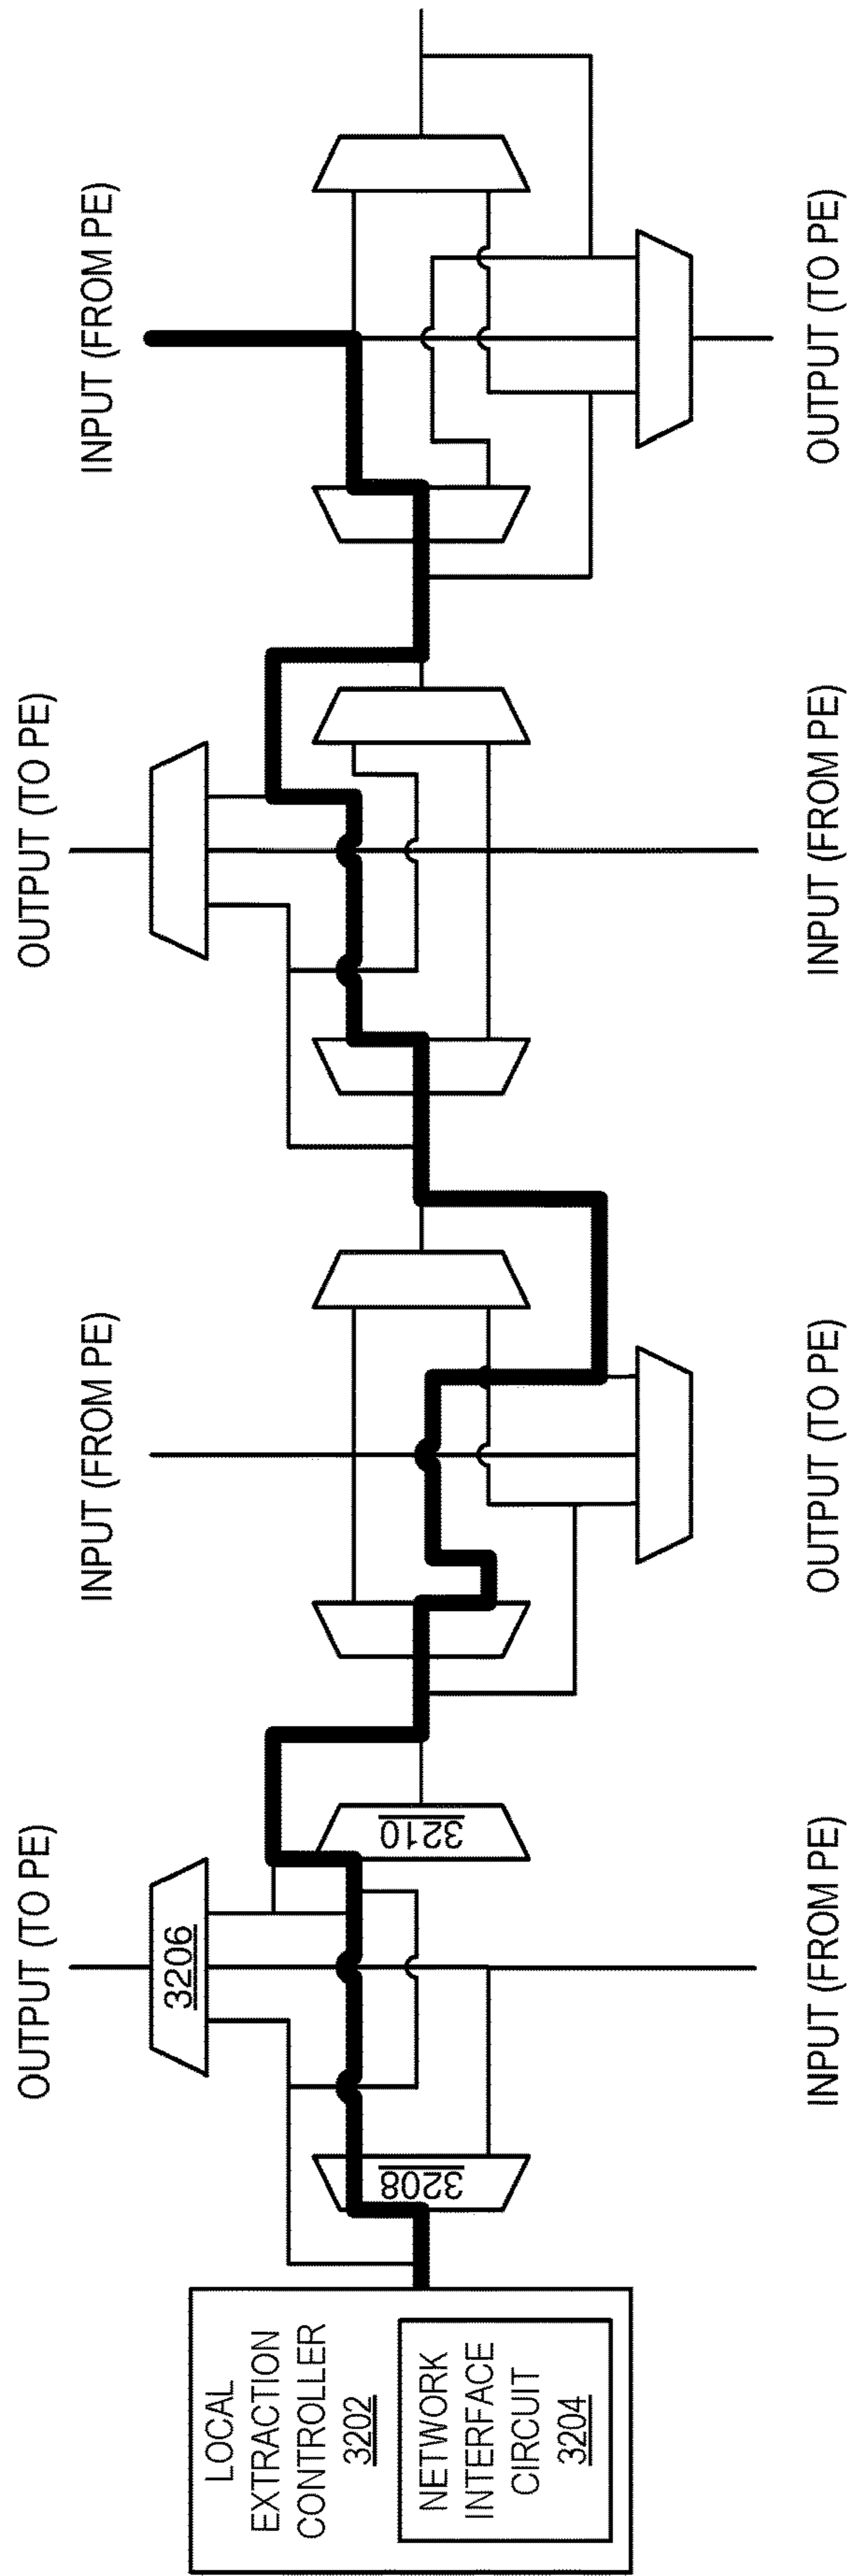 OUTPUT (TO PE)
INPUT (FROM PE)
OUTPUT (TO PE)
INPUT (FROM PE)
LOCAL
EXTRACTION
CONTROLLER
3202
NETWORK
INTERFACE
CIRCUIT
3204
3206
3208
3210
INPUT (FROM PE)
OUTPUT (TO PE)
INPUT (FROM PE)
OUTPUT (TO PE)